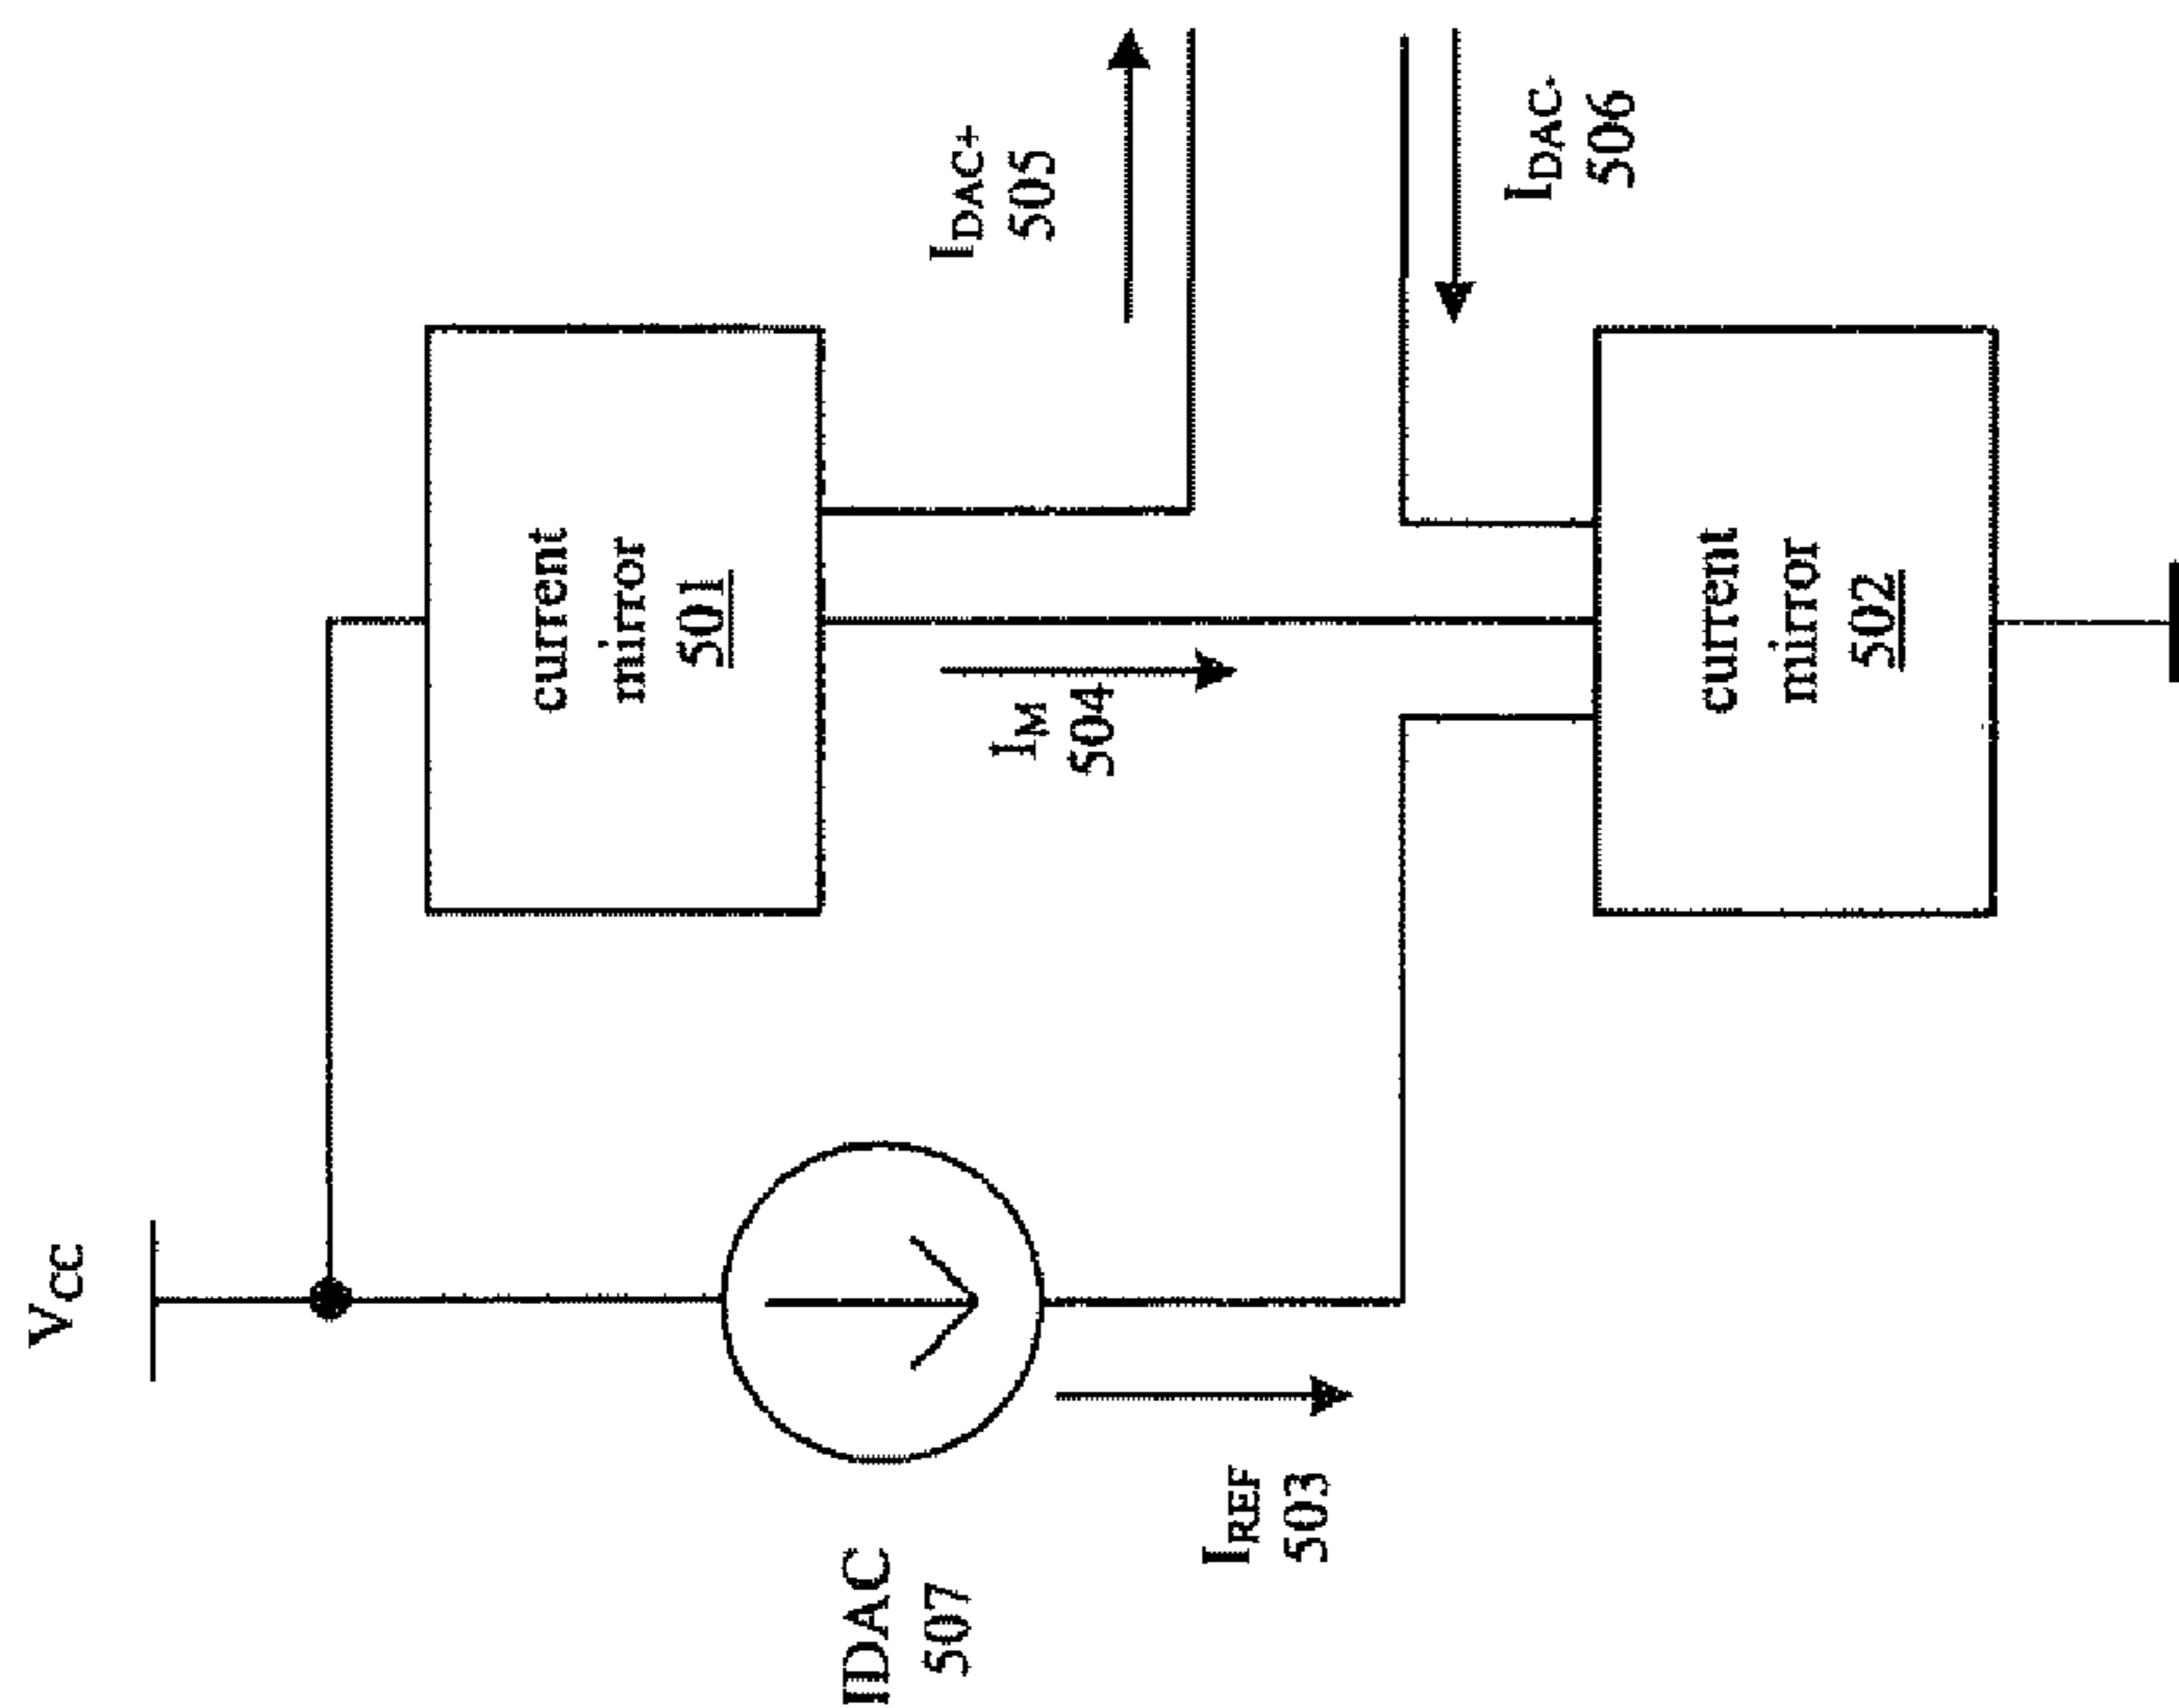 VCC
current
mirror
501
IDAC+
505
IM
504
IDAC
507
IREF
503
IDAC-
506
current
mirror
502